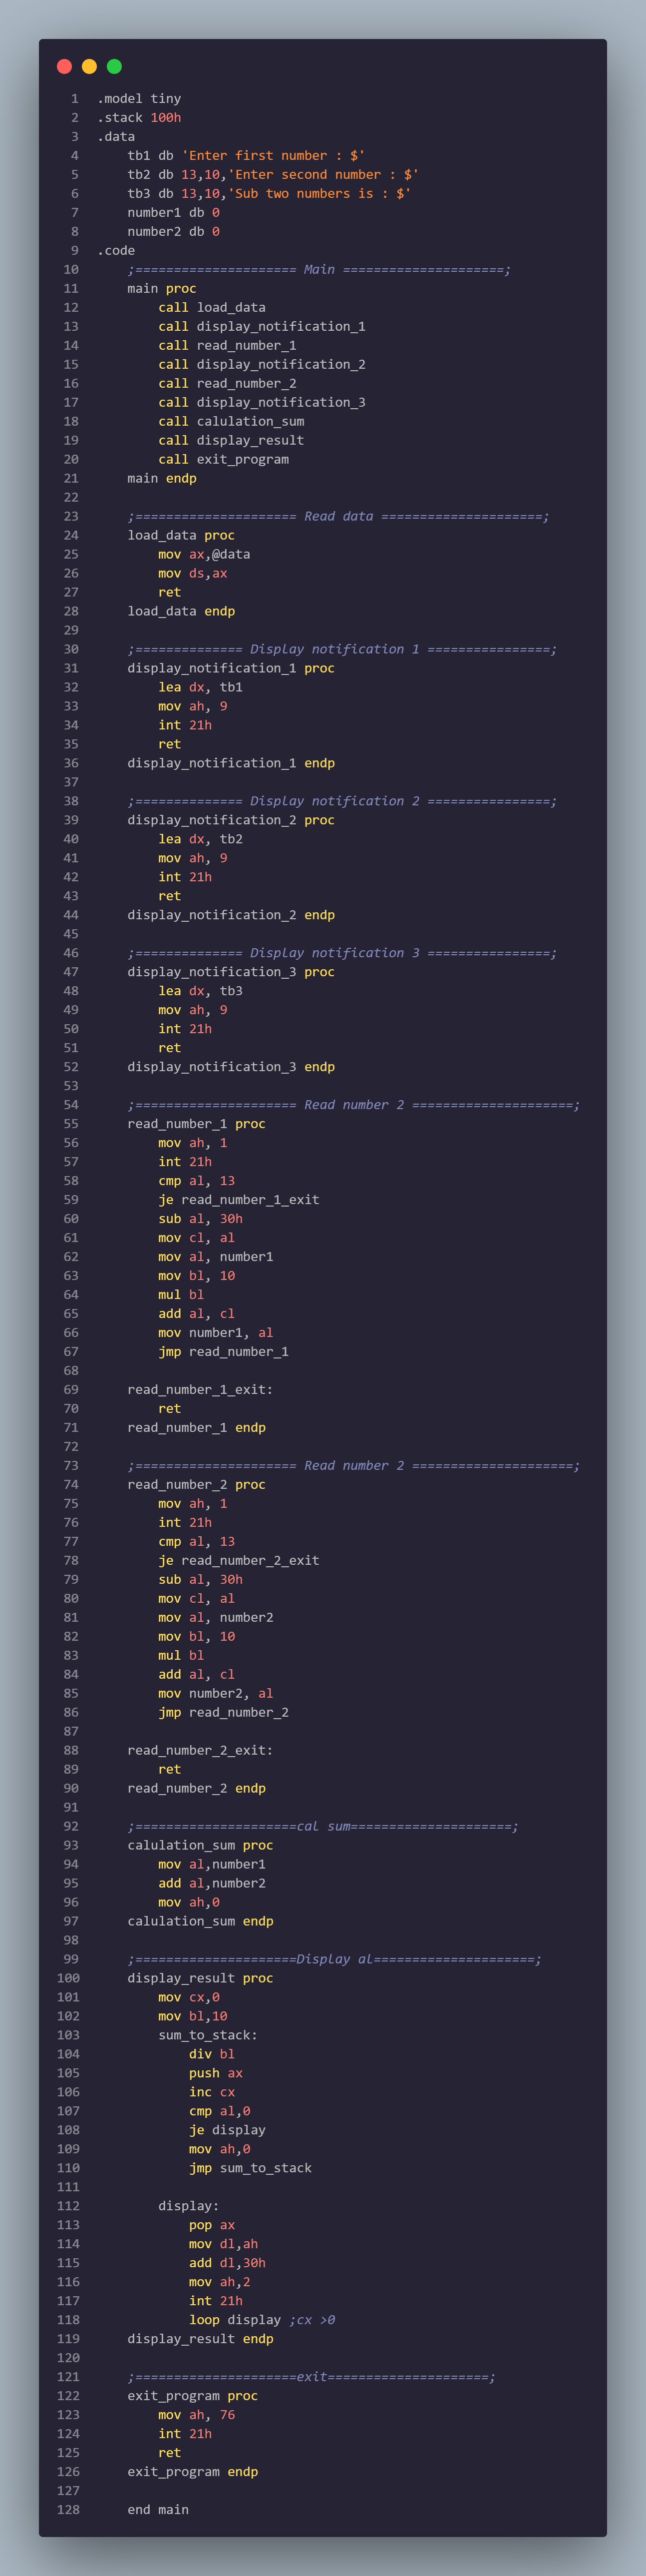 1 .model tiny
2 .stack 100h
3 .data
4 tb1 db 'Enter first number : $'
5 tb2 db 13,10,'Enter second number : $'
6 tb3 db 13,10,'Sub two numbers is : $'
7 number1 db 0
8 number2 db 0
9 .code
10 ;===================== Main =====================;
11 main proc
12 call load_data
13 call display_notification_1
14 call read_number_1
15 call display_notification_2
16 call read_number_2
17 call display_notification_3
18 call calulation_sum
19 call display_result
20 call exit_program
21 main endp
22
23 ;===================== Read data =====================;
24 load_data proc
25 mov ax,@data
26 mov ds,ax
27 ret
28 load_data endp
29
30 ;============== Display notification 1 ================;
31 display_notification_1 proc
32 lea dx, tb1
33 mov ah, 9
34 int 21h
35 ret
36 display_notification_1 endp
37
38 ;============== Display notification 2 ================;
39 display_notification_2 proc
40 lea dx, tb2
41 mov ah, 9
42 int 21h
43 ret
44 display_notification_2 endp
45
46 ;============== Display notification 3 ================;
47 display_notification_3 proc
48 lea dx, tb3
49 mov ah, 9
50 int 21h
51 ret
52 display_notification_3 endp
53
54 ;===================== Read number 2 =====================;
55 read_number_1 proc
56 mov ah, 1
57 int 21h
58 cmp al, 13
59 je read_number_1_exit
60 sub al, 30h
61 mov cl, al
62 mov al, number1
63 mov bl, 10
64 mul bl
65 add al, cl
66 mov number1, al
67 jmp read_number_1
68
69 read_number_1_exit:
70 ret
71 read_number_1 endp
72
73 ;===================== Read number 2 =====================;
74 read_number_2 proc
75 mov ah, 1
76 int 21h
77 cmp al, 13
78 je read_number_2_exit
79 sub al, 30h
80 mov cl, al
81 mov al, number2
82 mov bl, 10
83 mul bl
84 add al, cl
85 mov number2, al
86 jmp read_number_2
87
88 read_number_2_exit:
89 ret
90 read_number_2 endp
91
92 ;=====================cal sum=====================;
93 calulation_sum proc
94 mov al,number1
95 add al,number2
96 mov ah,0
97 calulation_sum endp
98
99 ;=====================Display al=====================;
100 display_result proc
101 mov cx,0
102 mov bl,10
103 sum_to_stack:
104 div bl
105 push ax
106 inc cx
107 cmp al,0
108 je display
109 mov ah,0
110 jmp sum_to_stack
111
112 display:
113 pop ax
114 mov dl,ah
115 add dl,30h
116 mov ah,2
117 int 21h
118 loop display ;cx >0
119 display_result endp
120
121 ;=====================exit=====================;
122 exit_program proc
123 mov ah, 76
124 int 21h
125 ret
126 exit_program endp
127
128 end main